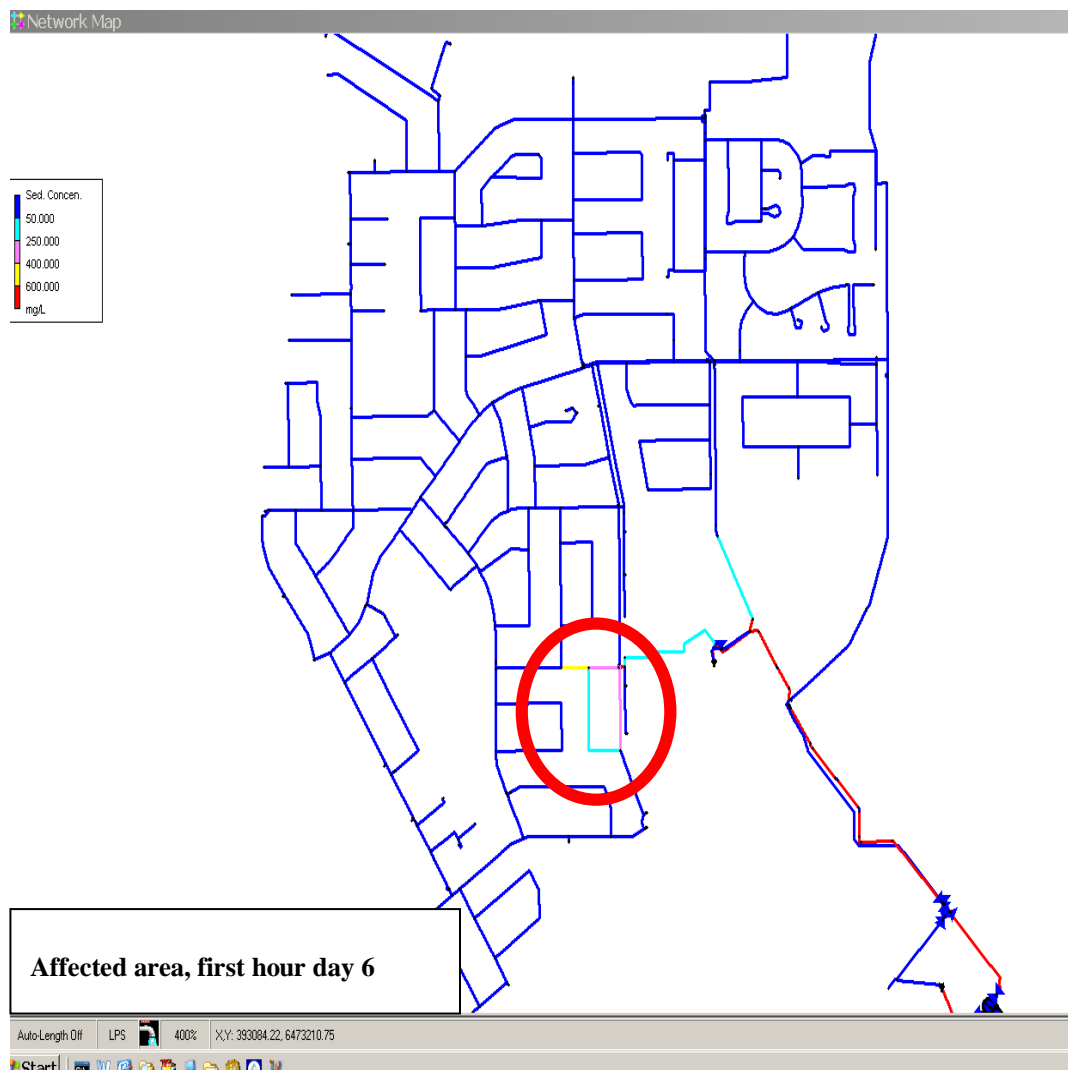 Network Map
Sed. Concen.
50.000
250.000
400.000
600.000
mg/L
Affected area, first hour day 6
Auto-Length Off LPS 400% X,Y: 393084.22, 6473210.75
Start